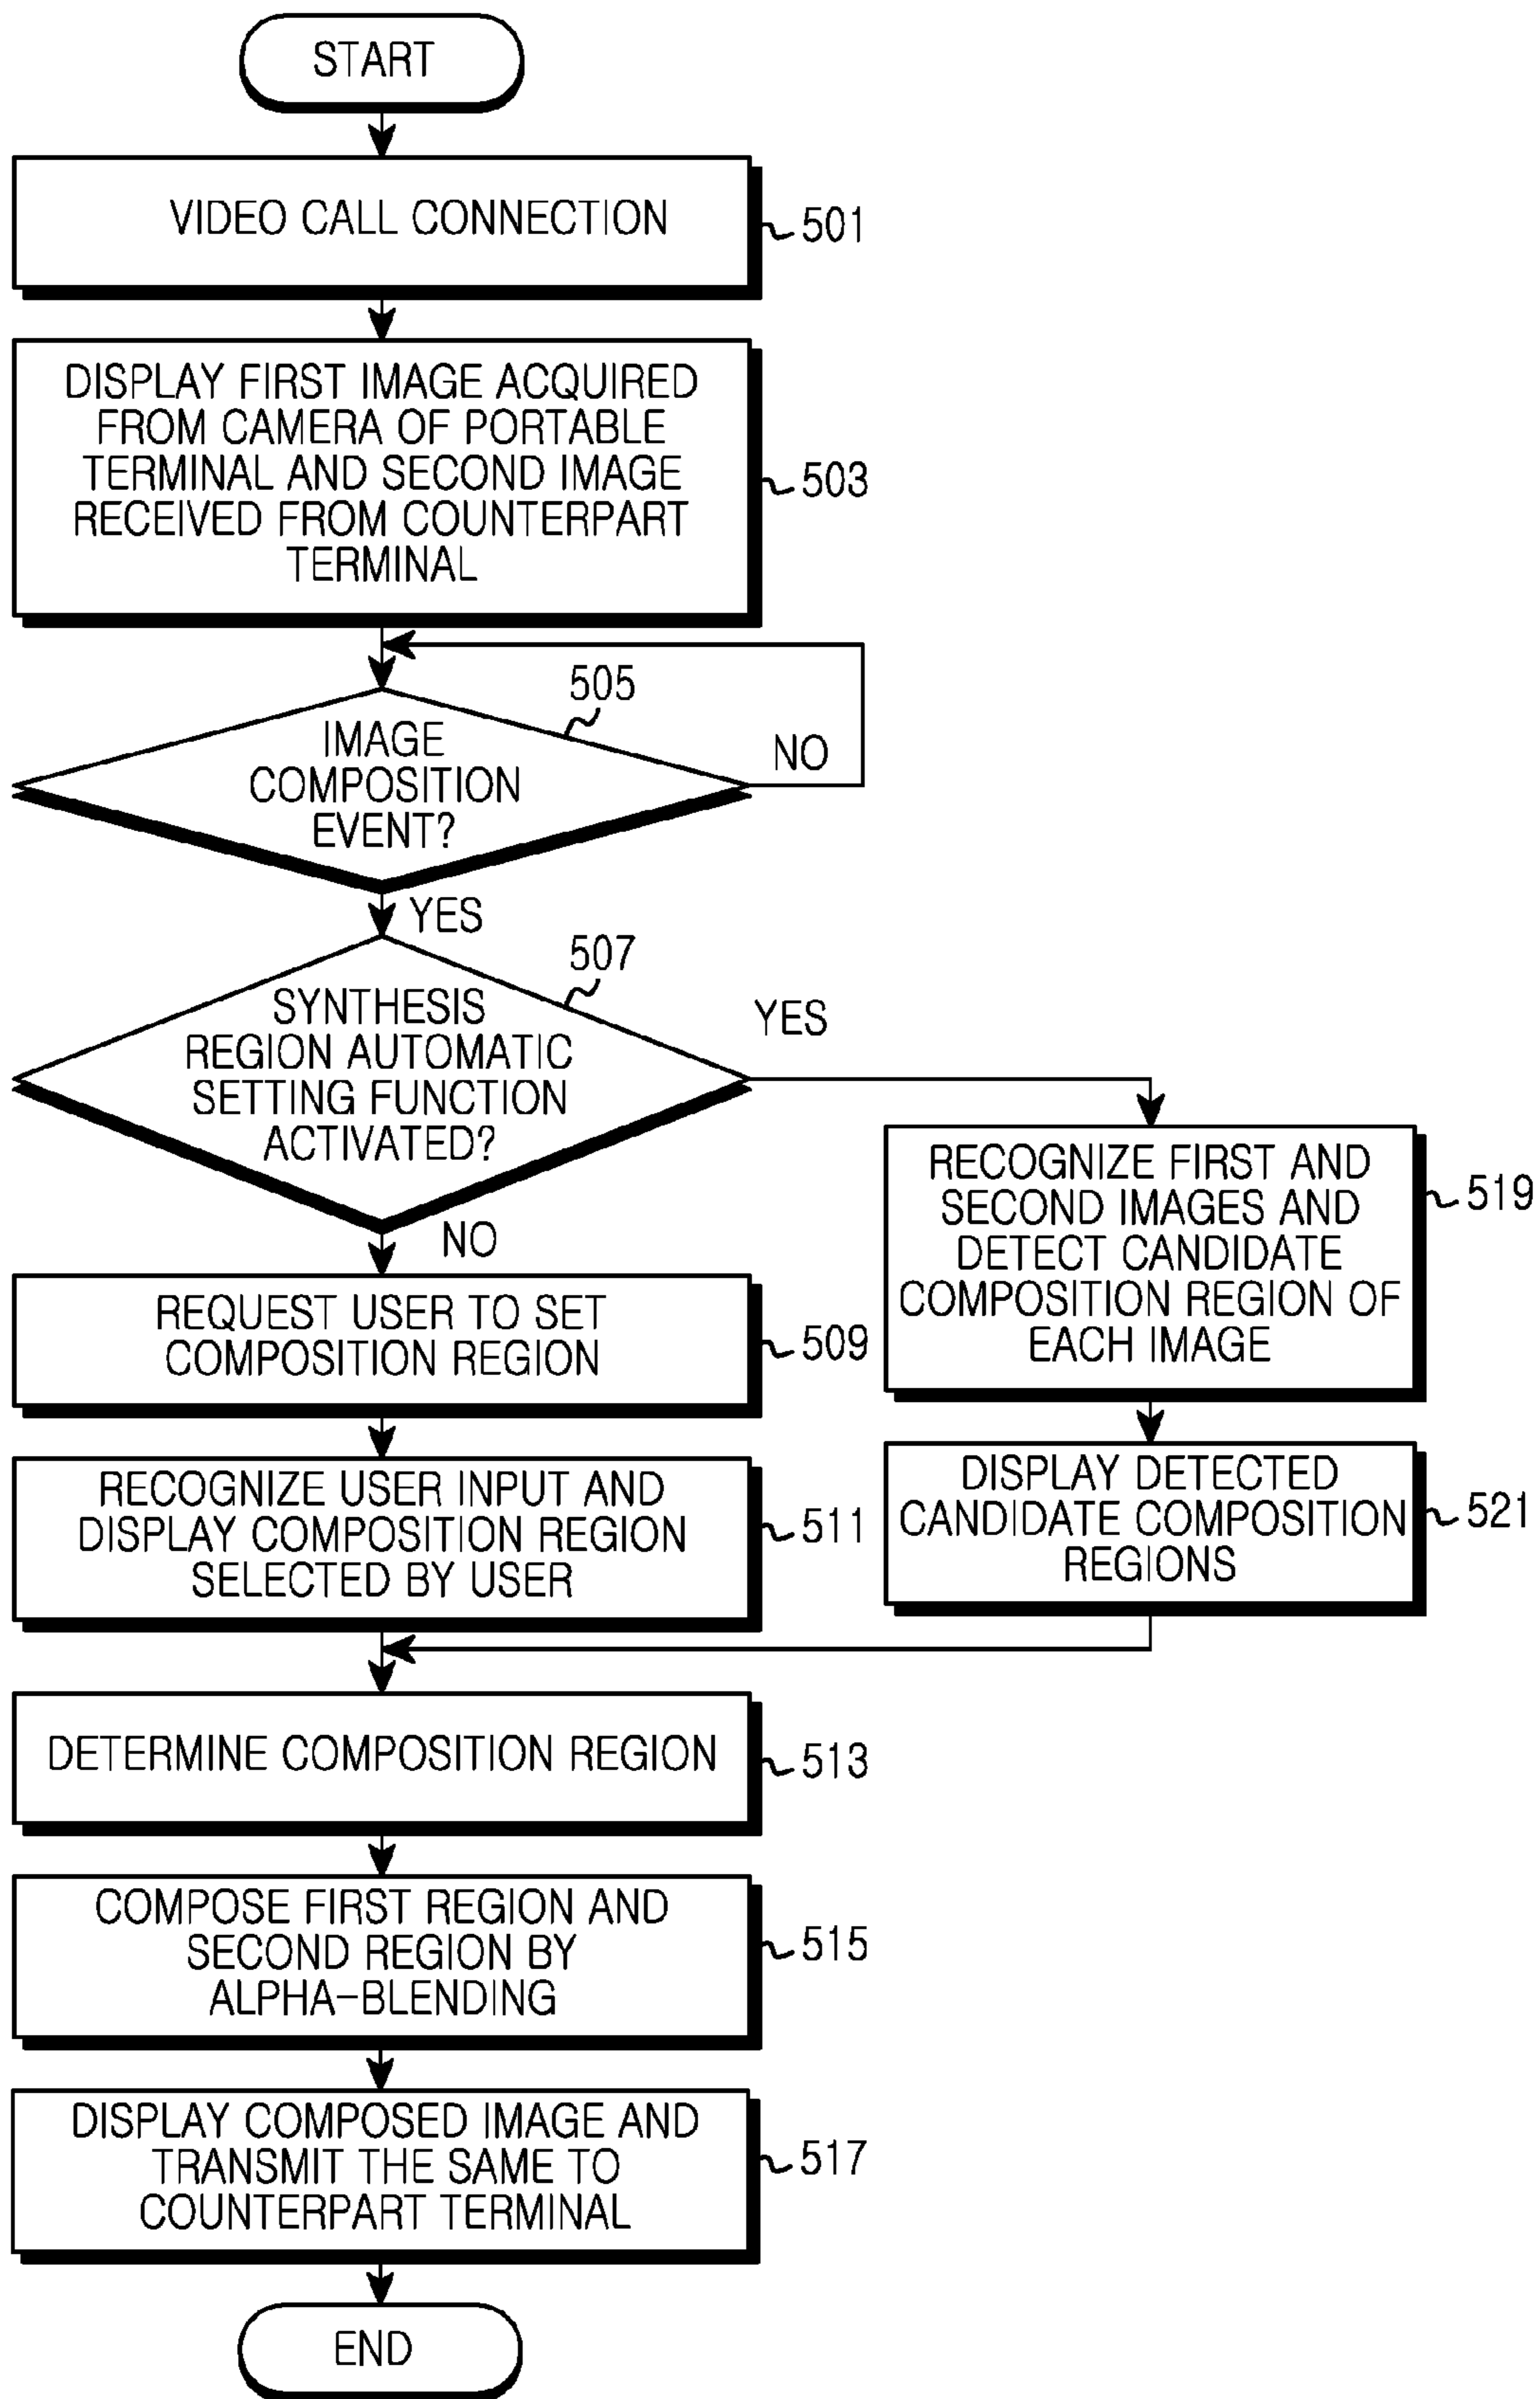 START
VIDEO CALL CONNECTION
501
DISPLAY FIRST IMAGE ACQUIRED
FROM CAMERA OF PORTABLE
TERMINAL AND SECOND IMAGE
RECEIVED FROM COUNTERPART
TERMINAL
503
505
IMAGE
COMPOSITION
EVENT?
NO
YES
507
SYNTHESIS
REGION AUTOMATIC
SETTING FUNCTION
ACTIVATED?
YES
NO
REQUEST USER TO SET
COMPOSITION REGION
509
RECOGNIZE USER INPUT AND
DISPLAY COMPOSITION REGION
SELECTED BY USER
511
RECOGNIZE FIRST AND
SECOND IMAGES AND
DETECT CANDIDATE
COMPOSITION REGION OF
EACH IMAGE
519
DISPLAY DETECTED
CANDIDATE COMPOSITION
REGIONS
521
DETERMINE COMPOSITION REGION
513
COMPOSE FIRST REGION AND
SECOND REGION BY
ALPHA-BLENDING
515
DISPLAY COMPOSED IMAGE AND
TRANSMIT THE SAME TO
COUNTERPART TERMINAL
517
END